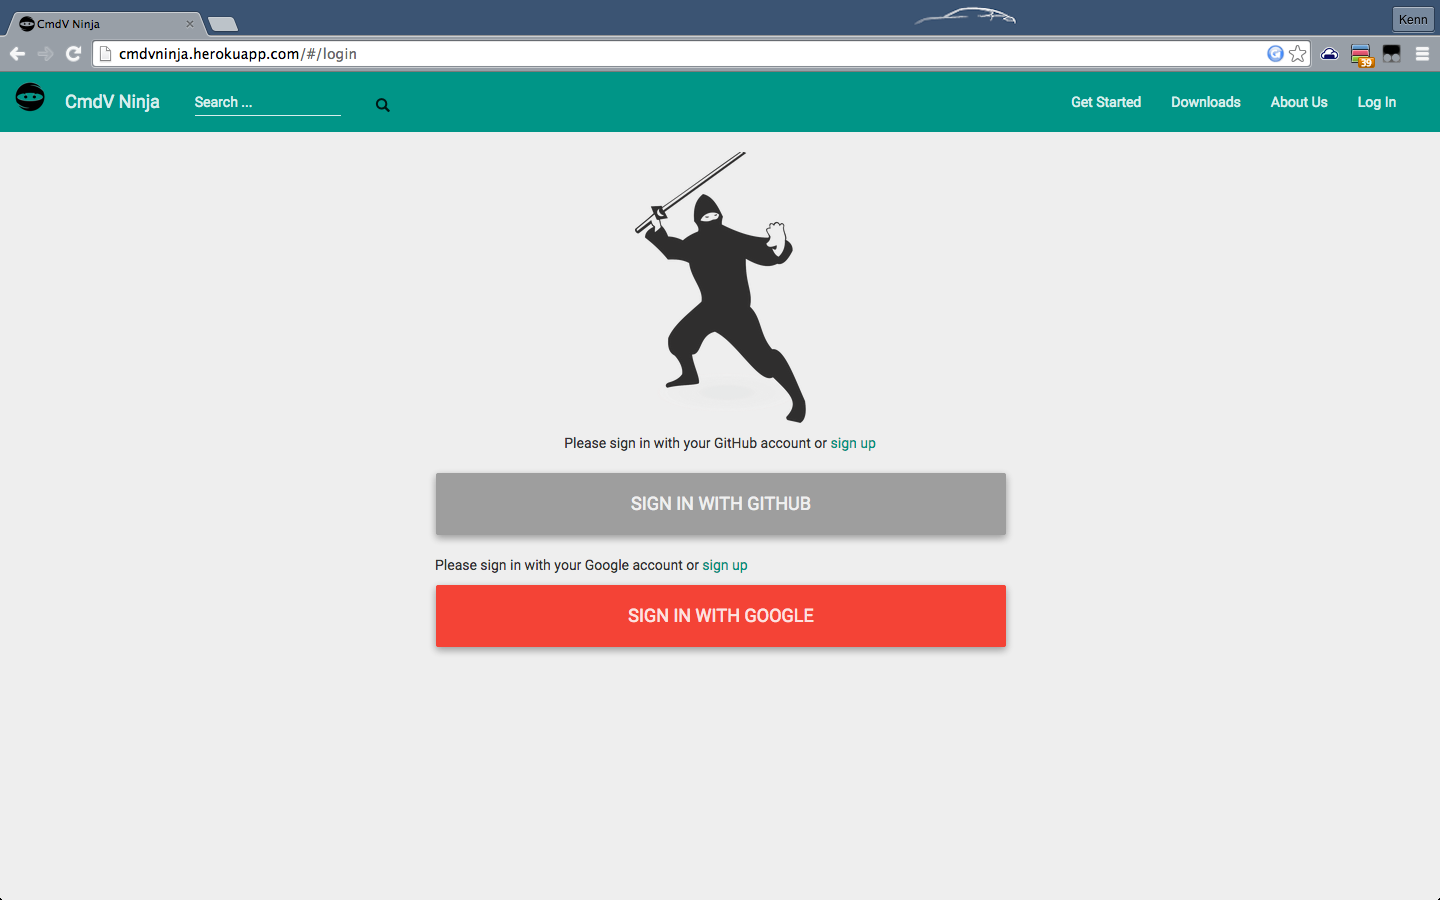 CmdV Ninja
Kenn
cmdvninja.herokuapp.com/#/login
39
CmdV Ninja
Search ...
Get Started
Downloads
About Us
Log In
Please sign in with your GitHub account or sign up
SIGN IN WITH GITHUB
Please sign in with your Google account or sign up
SIGN IN WITH GOOGLE